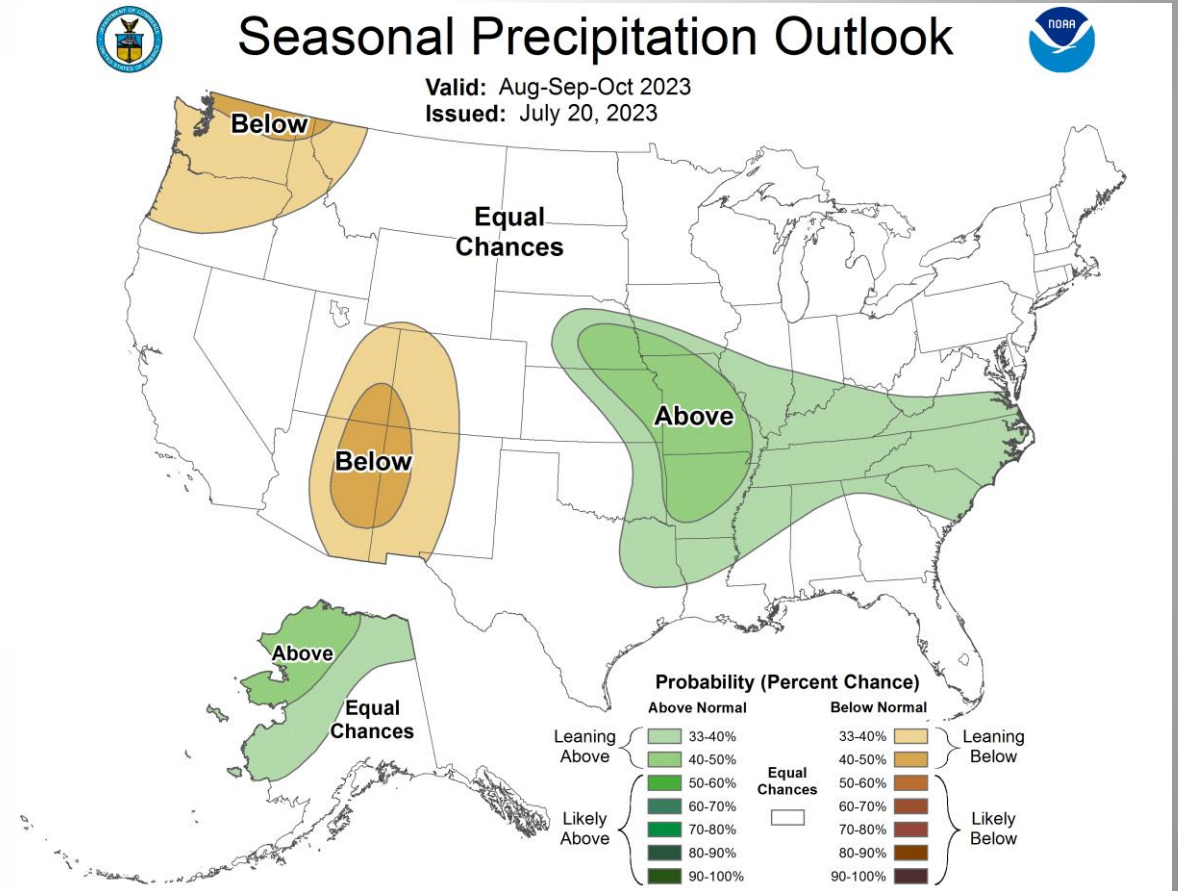 Seasonal Precipitation Outlook
NOAA
Valid: Aug-Sep-Oct 2023
Issued: July 20, 2023
Below
Equal
Chances
Above
Below
Above
Equal
Chances
Probability (Percent Chance)
Above Normal
Below Normal
Leaning
Above
33-40%
40-50%
Likely
Above
50-60%
60-70%
70-80%
80-90%
90-100%
Equal
Chances
33-40%
40-50%
Leaning
Below
50-60%
60-70%
70-80%
80-90%
90-100%
Likely
Below